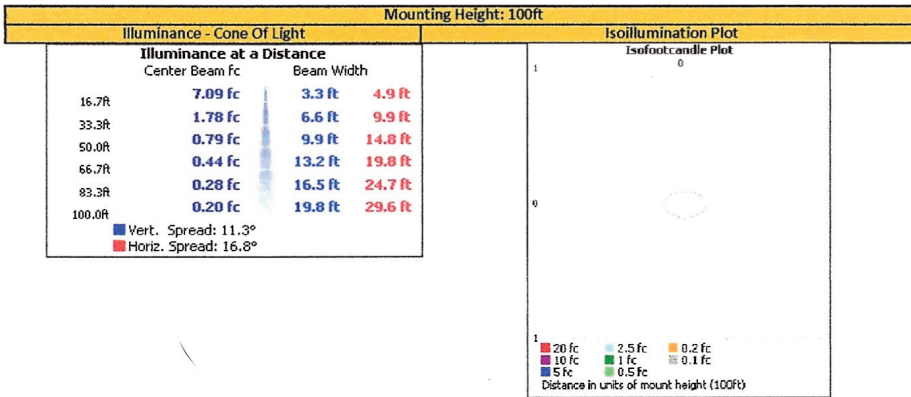 Mounting Height: 100ft
Illuminance - Cone Of Light
Isoillumination Plot
Illuminance at a Distance
Center Beam fc Beam Width
16.7ft 7.09 fc 3.3 ft 4.9 ft
33.3ft 1.78 fc 6.6 ft 9.9 ft
50.0ft 0.79 fc 9.9 ft 14.8 ft
66.7ft 0.44 fc 13.2 ft 19.8 ft
83.3ft 0.28 fc 16.5 ft 24.7 ft
100.0ft 0.20 fc 19.8 ft 29.6 ft
Vert. Spread: 11.3°
Horiz. Spread: 16.8°
Isofootcandle Plot
0
1
0
1
20 fc 2.5 fc 0.2 fc
10 fc 1 fc 0.1 fc
5 fc 0.5 fc
Distance in units of mount height (100ft)